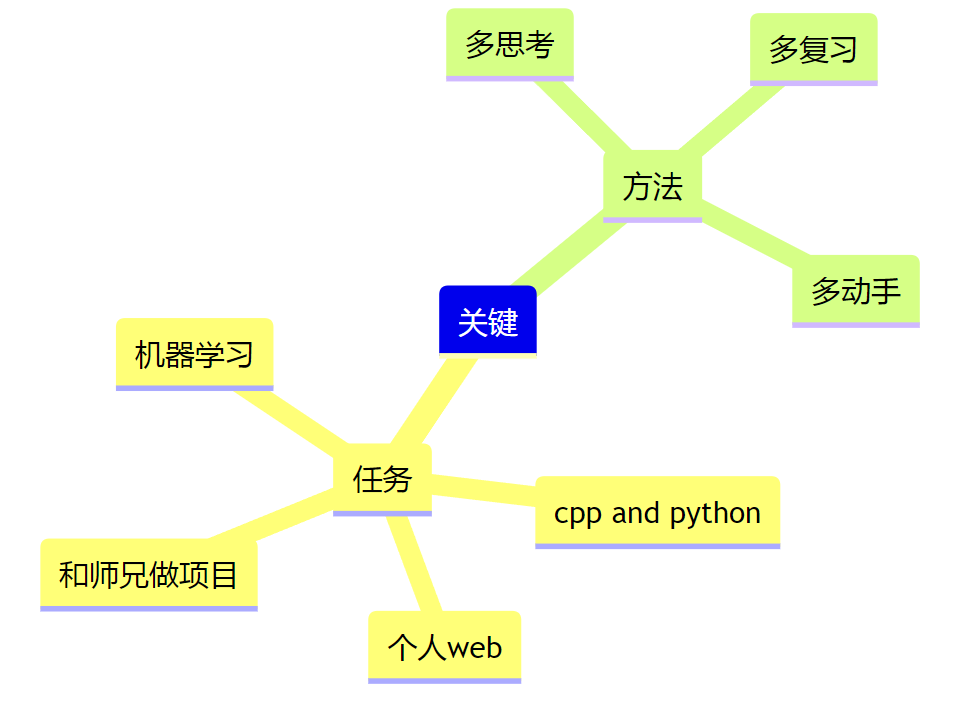 多思考
多复习
方法
多动手
关键
机器学习
任务
cpp and python
和师兄做项目
个人web